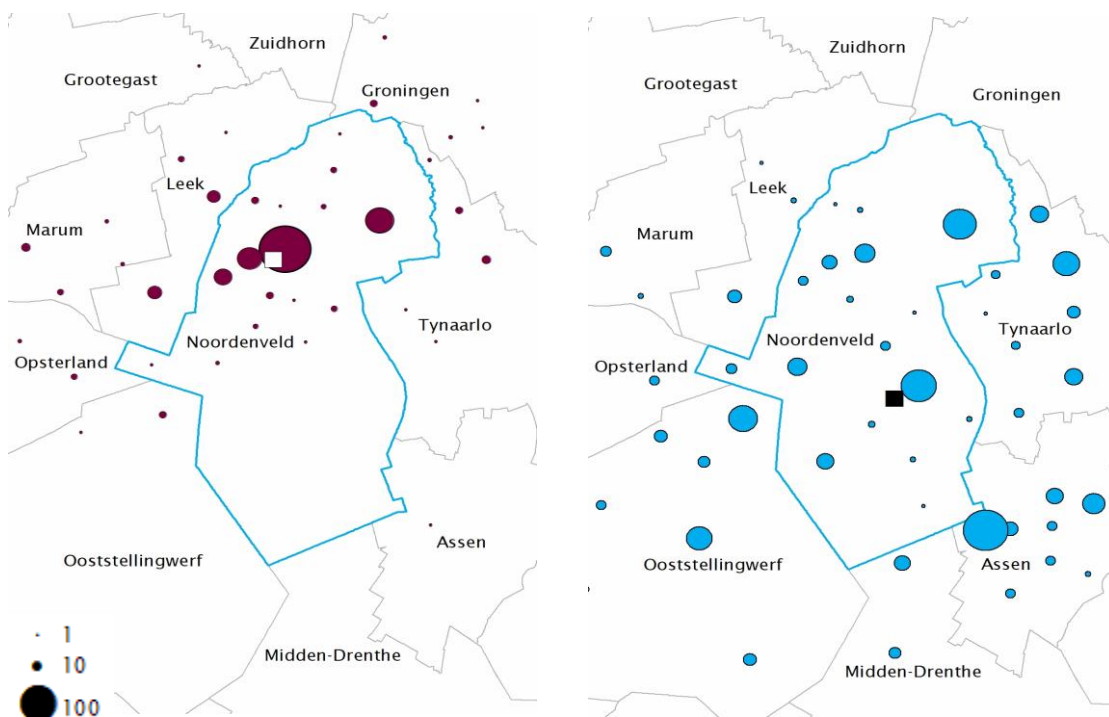 Zuidhorn
Grootegast
Groningen
Leek
Marum
Tynaarlo
Noordenveld
Opsterland
Assen
Ooststellingwerf
Midden-Drenthe
1
10
100
Zuidhorn
Grootegast
Groningen
Leek
Marum
Tynaarlo
Noordenveld
Opsterland
Ooststellingwerf
Assen
Midden-Drenthe